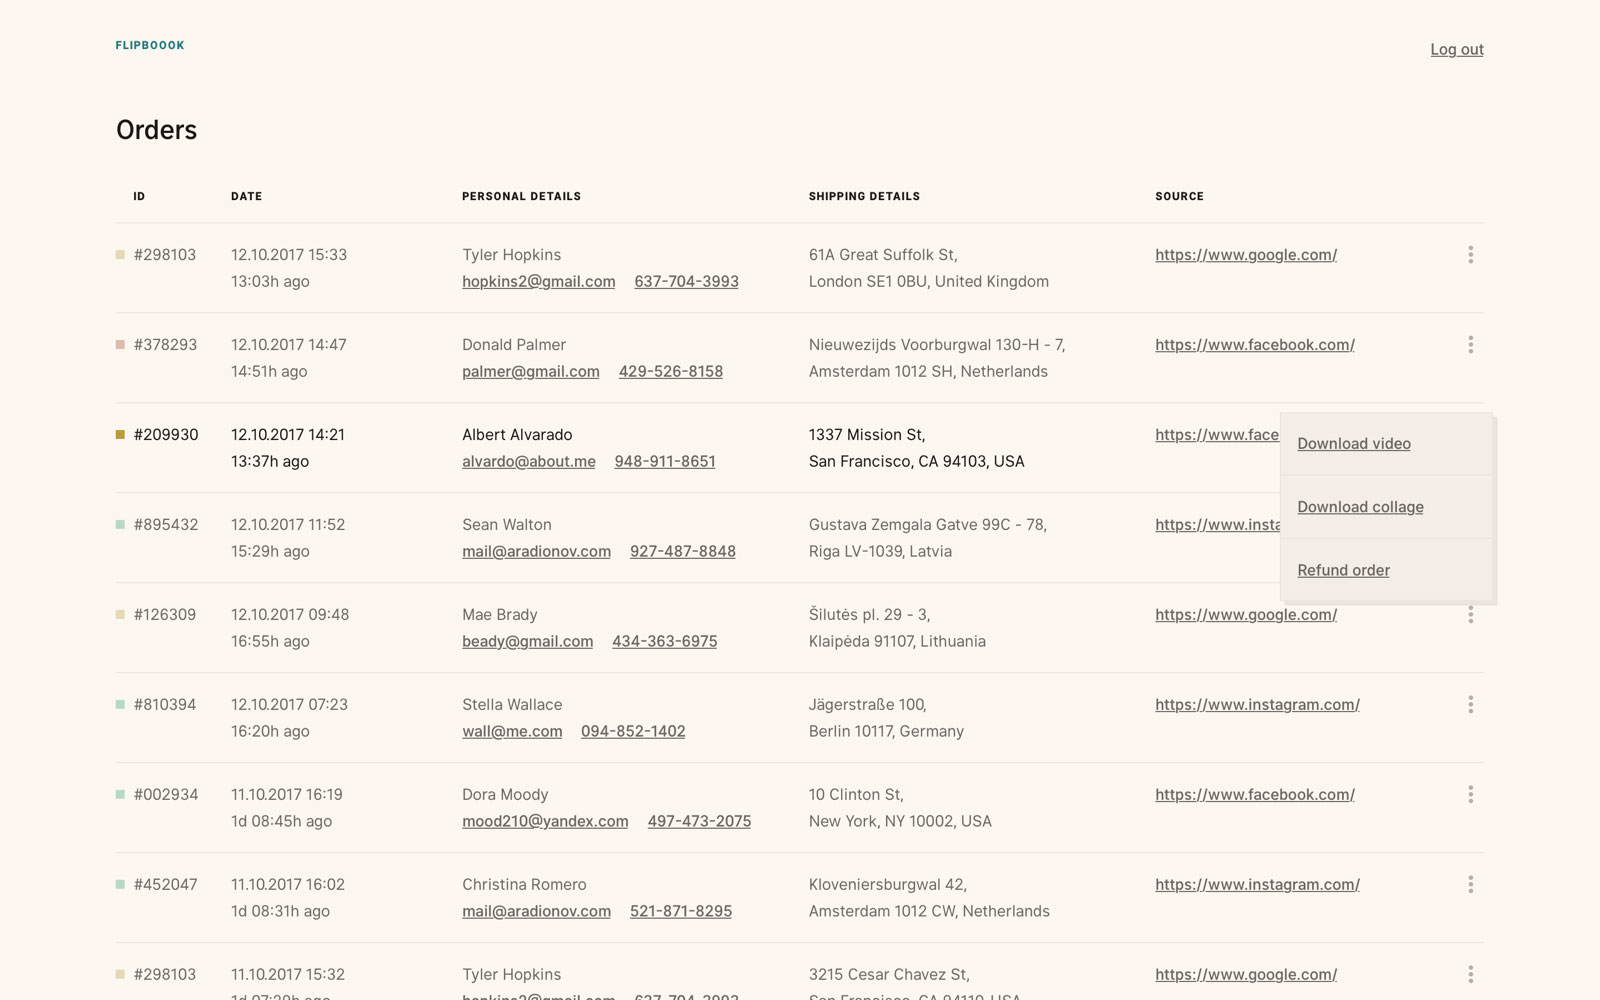 FLIPBOOOK
Log out
Orders
ID DATE PERSONAL DETAILS SHIPPING DETAILS SOURCE
#298103 12.10.2017 15:33 Tyler Hopkins 61A Great Suffolk St, https://www.google.com/
13:03h ago hopkins2@gmail.com 637-704-3993 London SE1 0BU, United Kingdom
#378293 12.10.2017 14:47 Donald Palmer Nieuwezijds Voorburgwal 130-H - 7, https://www.facebook.com/
14:51h ago palmer@gmail.com 429-526-8158 Amsterdam 1012 SH, Netherlands
#209930 12.10.2017 14:21 Albert Alvarado 1337 Mission St, https://www.face
13:37h ago alvardo@about.me 948-911-8651 San Francisco, CA 94103, USA
Download video
Download collage
Refund order
#895432 12.10.2017 11:52 Sean Walton Gustava Zemgala Gatve 99C - 78, https://www.insta
15:29h ago mail@aradionov.com 927-487-8848 Riga LV-1039, Latvia
#126309 12.10.2017 09:48 Mae Brady Šilutės pl. 29 - 3, https://www.google.com/
16:55h ago beady@gmail.com 434-363-6975 Klaipėda 91107, Lithuania
#810394 12.10.2017 07:23 Stella Wallace Jägerstraße 100, https://www.instagram.com/
16:20h ago wall@me.com 094-852-1402 Berlin 10117, Germany
#002934 11.10.2017 16:19 Dora Moody 10 Clinton St, https://www.facebook.com/
1d 08:45h ago mood210@yandex.com 497-473-2075 New York, NY 10002, USA
#452047 11.10.2017 16:02 Christina Romero Kloveniersburgwal 42, https://www.instagram.com/
1d 08:31h ago mail@aradionov.com 521-871-8295 Amsterdam 1012 CW, Netherlands
#298103 11.10.2017 15:32 Tyler Hopkins 3215 Cesar Chavez St, https://www.google.com/